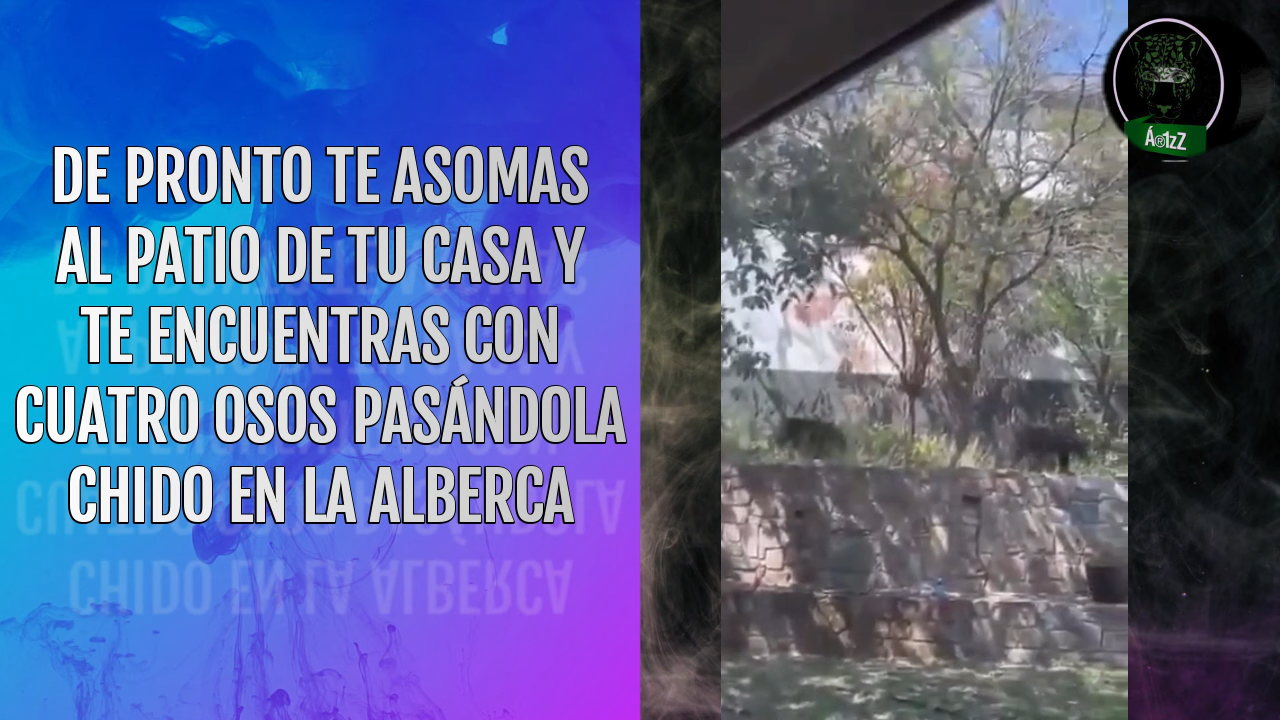 DE PRONTO TE ASOMAS
AL PATIO DE TU CASA Y
TE ENCUENTRAS CON
CUATRO OSOS PASÁNDOLA
CHIDO EN LA ALBERCA
Á®1zZ